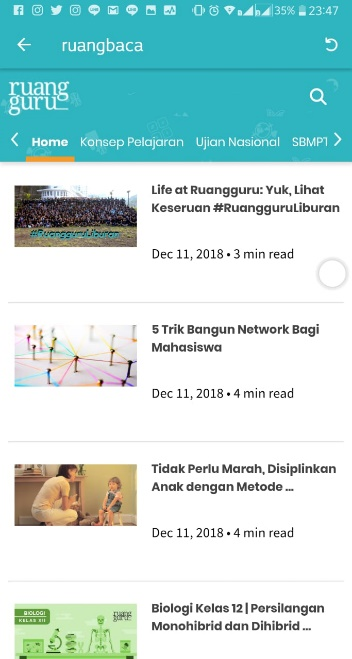 35% 23:47
ruangbaca
ruang
guru
Home Konsep Pelajaran Ujian Nasional SBMPT
#RuangguruLiburan
Life at Ruangguru: Yuk, Lihat
Keseruan #RuangguruLiburan
Dec 11, 2018 • 3 min read
5 Trik Bangun Network Bagi
Mahasiswa
Dec 11, 2018 • 4 min read
Tidak Perlu Marah, Disiplinkan
Anak dengan Metode ...
Dec 11, 2018 • 4 min read
BIOLOGI
KELAS XII
ruang
guru
Biologi Kelas 12 | Persilangan
Monohibrid dan Dihibrid ...